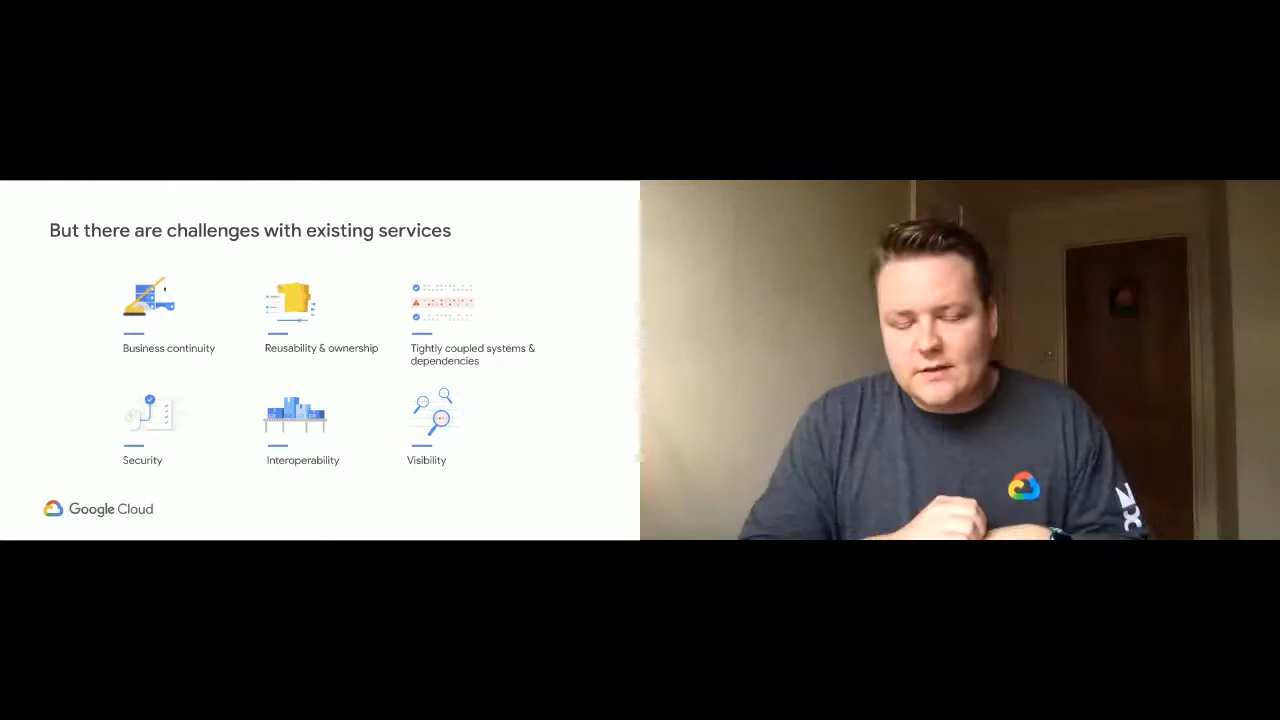 But there are challenges with existing services
Business continuity
Reusability & ownership
Tightly coupled systems &
dependencies
Security
Interoperability
Visibility
Google Cloud